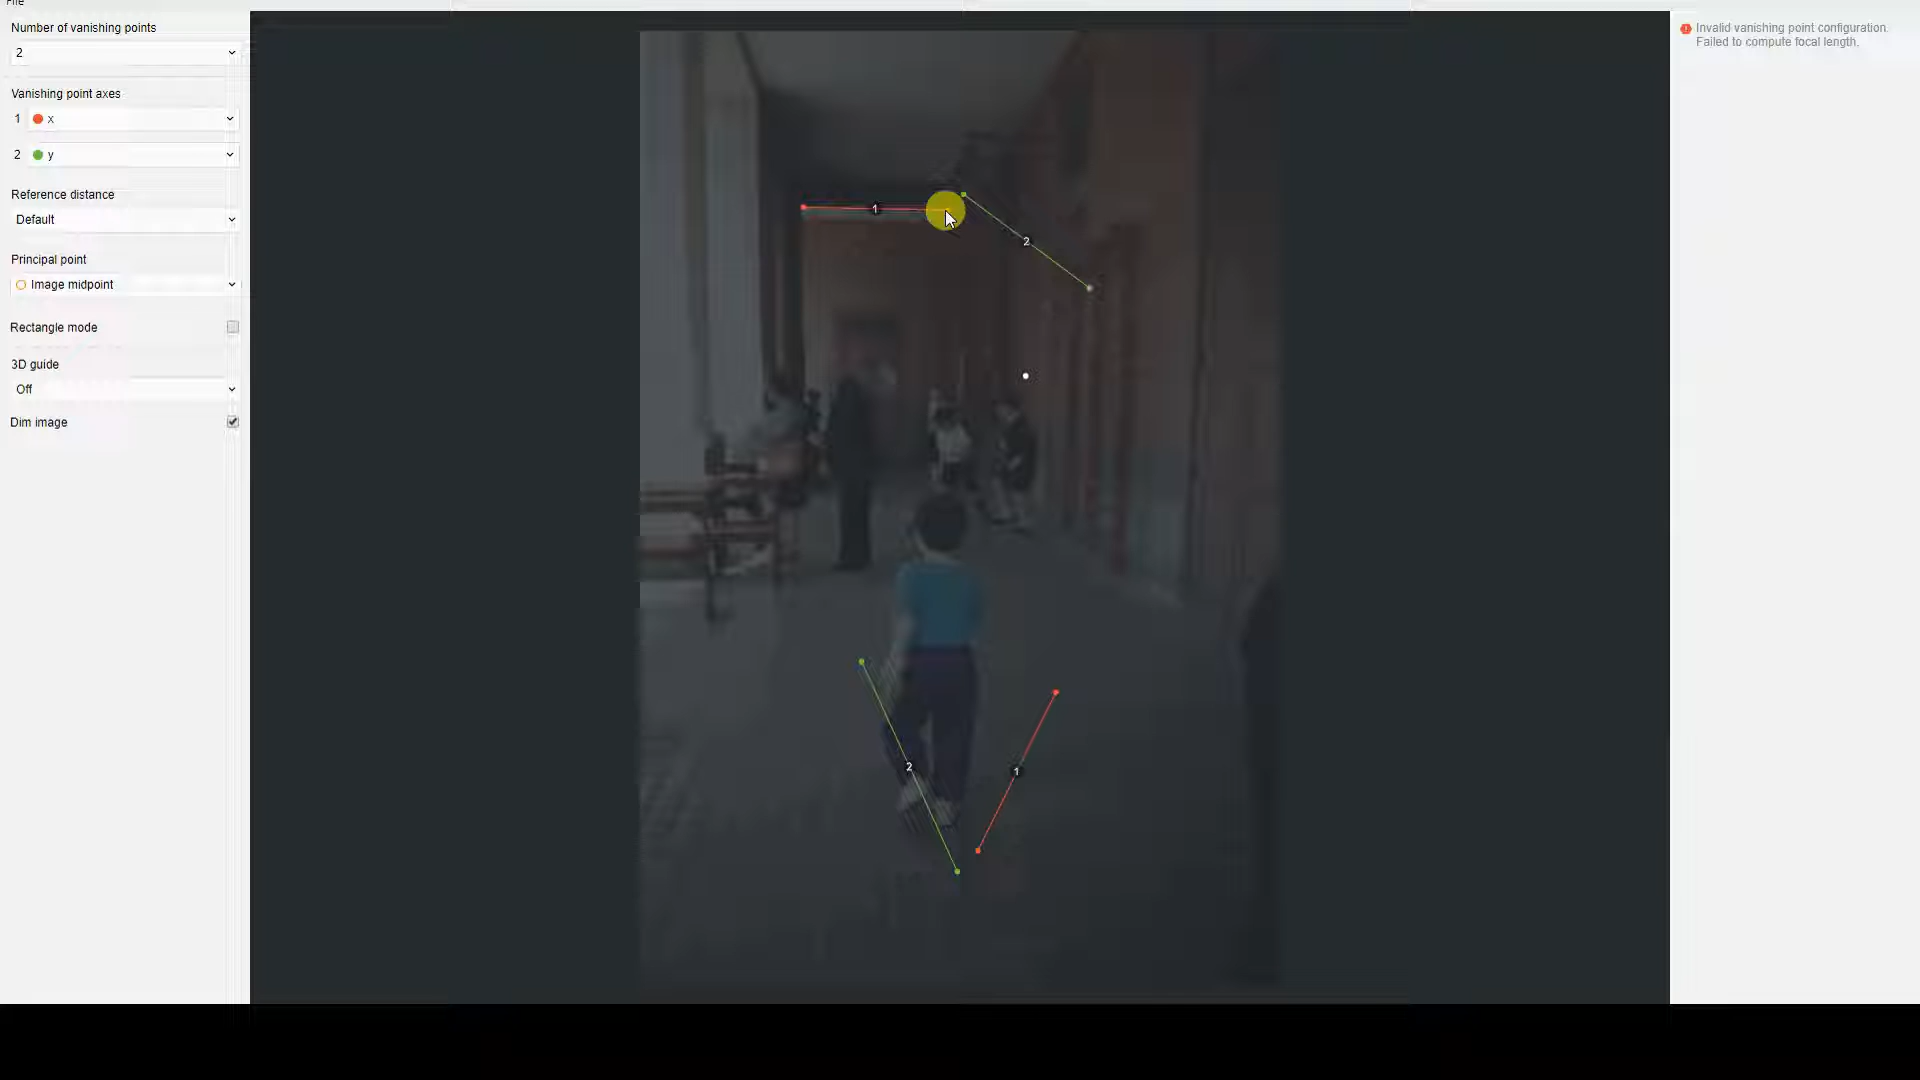 File
Number of vanishing points
2
Vanishing point axes
1 x
2 y
Reference distance
Default
Principal point
Image midpoint
Rectangle mode
3D guide
Off
Dim image
1
2
2
1
Invalid vanishing point configuration.
Failed to compute focal length.